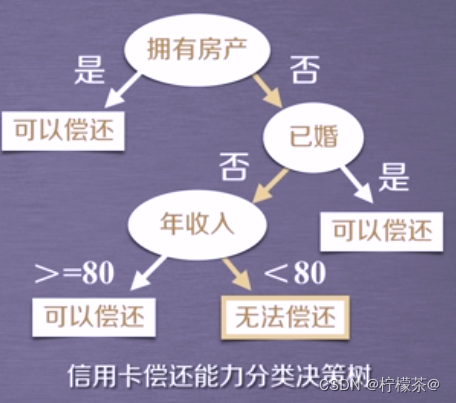 拥有房产
是
否
可以偿还
已婚
否
是
年收入
可以偿还
>=80
<80
可以偿还
无法偿还
信用卡偿还能力分类决策树
CSDN @柠檬茶@